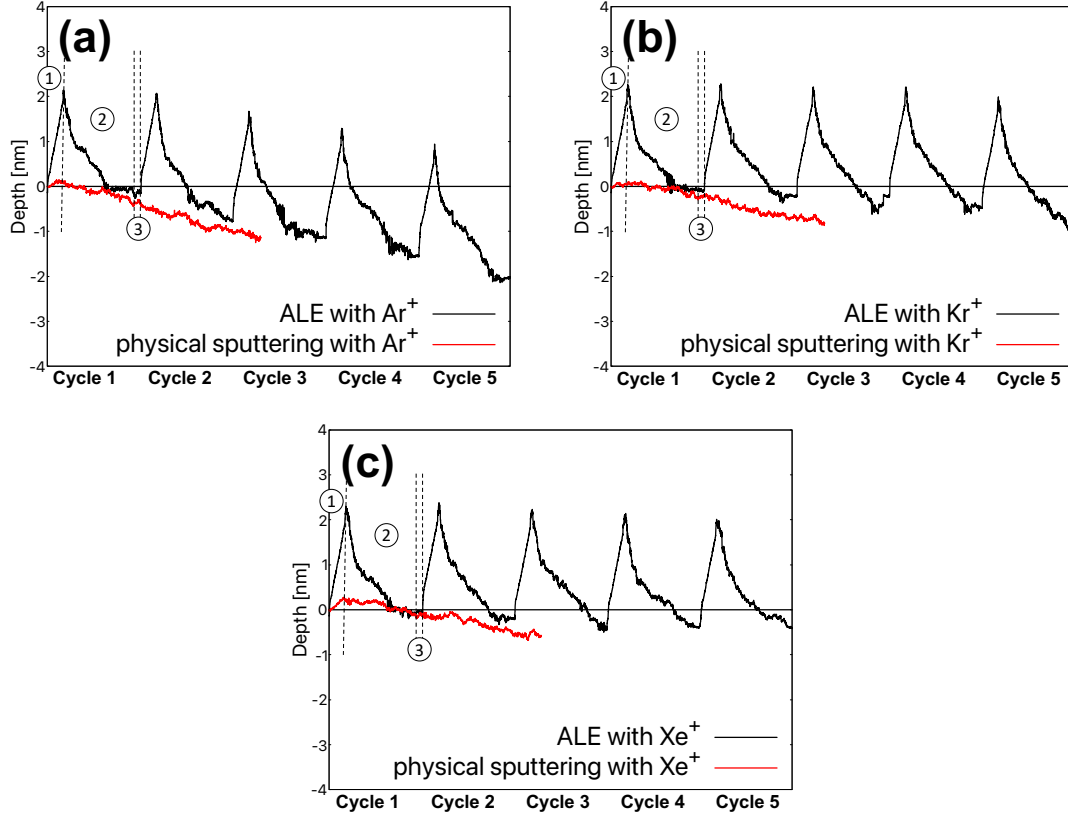 (a)
4
3
2
1
0
-1
-2
-3
-4
Depth [nm]
①
②
③
ALE with Ar+
physical sputtering with Ar+
Cycle 1 Cycle 2 Cycle 3 Cycle 4 Cycle 5
(b)
4
3
2
1
0
-1
-2
-3
-4
Depth [nm]
①
②
③
ALE with Kr+
physical sputtering with Kr+
Cycle 1 Cycle 2 Cycle 3 Cycle 4 Cycle 5
(c)
4
3
2
1
0
-1
-2
-3
-4
Depth [nm]
①
②
③
ALE with Xe+
physical sputtering with Xe+
Cycle 1 Cycle 2 Cycle 3 Cycle 4 Cycle 5